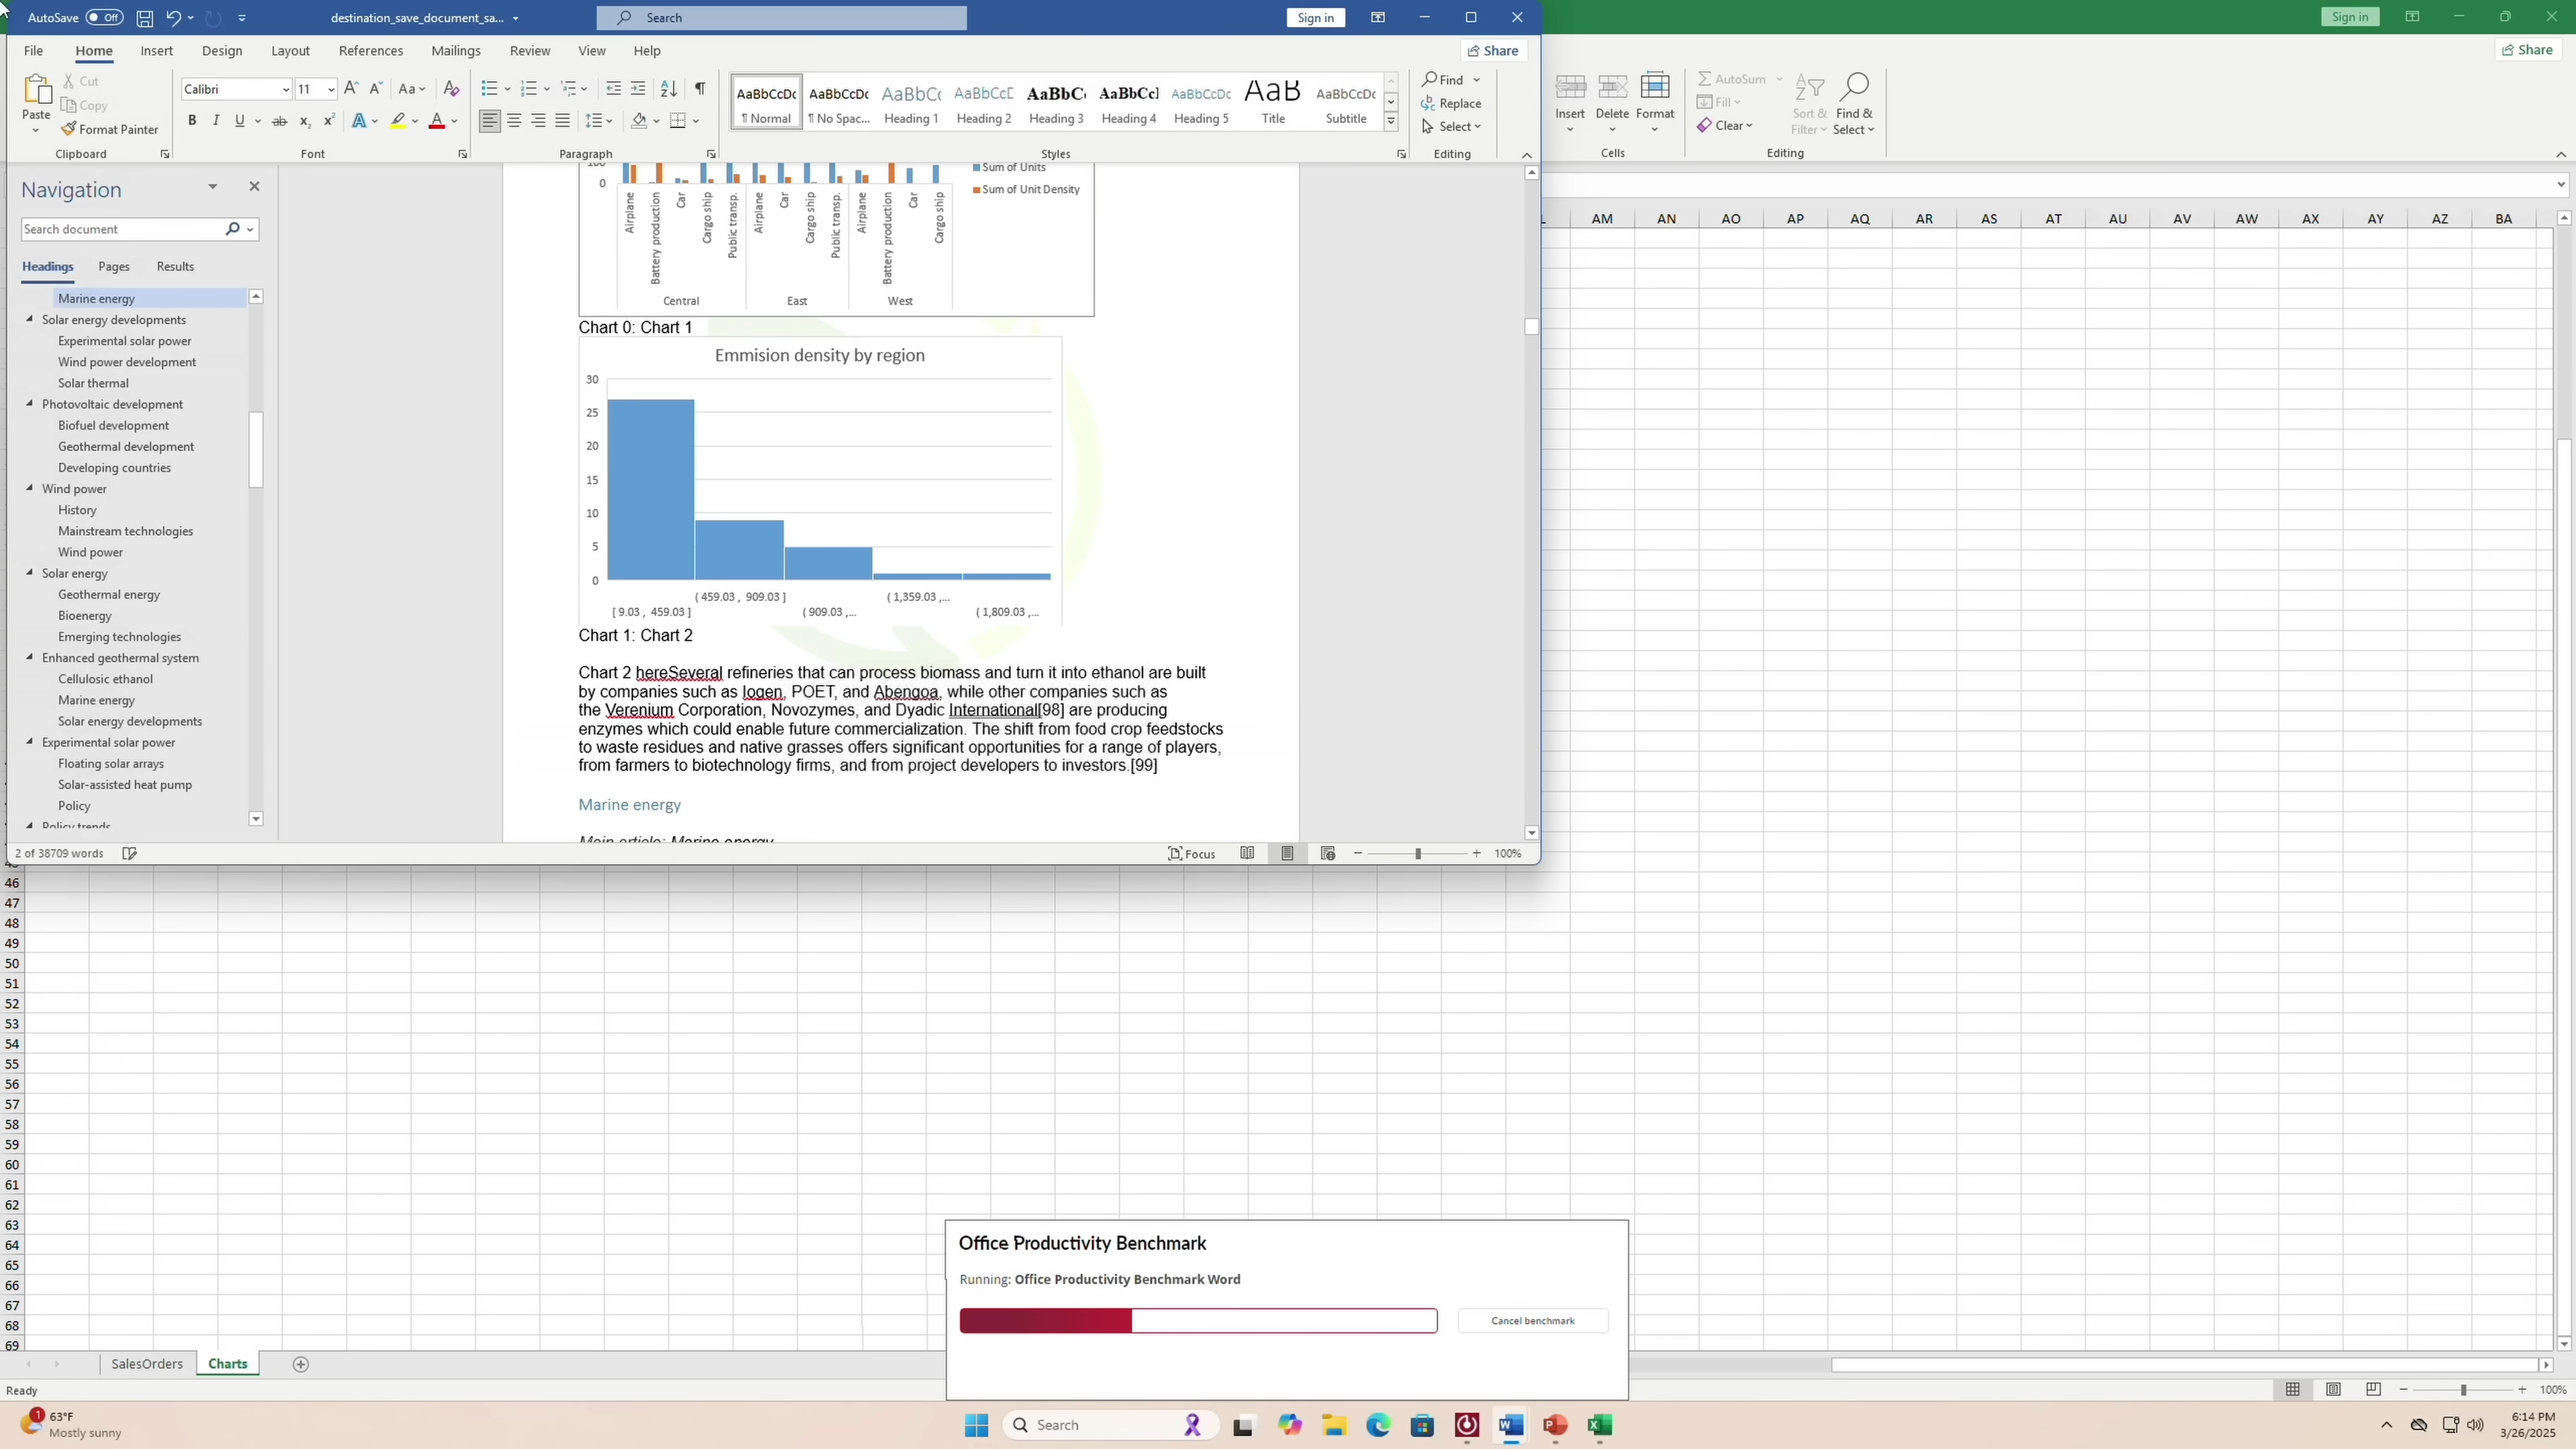 AutoSave Off destination_save_document_sa... Search Sign in
Sign in
File Home Insert Design Layout References Mailings Review View Help Share
Share
Paste
Cut
Copy
Format Painter
Clipboard
Calibri 11
Font
Paragraph
AaBbCcDc AaBbCcDc AaBbCc AaBbCcE AaBbC AaBbCc] AaBbCcDc AaB AaBbCcDc
¶ Normal ¶ No Spac... Heading 1 Heading 2 Heading 3 Heading 4 Heading 5 Title Subtitle
Styles
Find
Replace
Select
Editing
Insert Delete Format
Cells
AutoSum
Fill
Clear
Sort & Filter
Find & Select
Editing
Navigation
Search document
Headings Pages Results
Marine energy
Solar energy developments
Experimental solar power
Wind power development
Solar thermal
Photovoltaic development
Biofuel development
Geothermal development
Developing countries
Wind power
History
Mainstream technologies
Wind power
Solar energy
Geothermal energy
Bioenergy
Emerging technologies
Enhanced geothermal system
Cellulosic ethanol
Marine energy
Solar energy developments
Experimental solar power
Floating solar arrays
Solar-assisted heat pump
Policy
Policy trends
100
0
Sum of Units
Sum of Unit Density
Airplane Battery production Car Cargo ship Public transp. Airplane Car Cargo ship Public transp. Airplane Battery production Car Cargo ship
Central East West
Chart 0: Chart 1
Emmision density by region
30
25
20
15
10
5
0
[ 9.03 , 459.03 ] ( 459.03 , 909.03 ] ( 909.03 ,... ( 1,359.03 ,... ( 1,809.03 ,...
Chart 1: Chart 2
Chart 2 hereSeveral refineries that can process biomass and turn it into ethanol are built
by companies such as Iogen, POET, and Abengoa, while other companies such as
the Verenium Corporation, Novozymes, and Dyadic International[98] are producing
enzymes which could enable future commercialization. The shift from food crop feedstocks
to waste residues and native grasses offers significant opportunities for a range of players,
from farmers to biotechnology firms, and from project developers to investors.[99]
Marine energy
Main article: Marine energy
2 of 38709 words Focus 100%
AM AN AO AP AQ AR AS AT AU AV AW AX AY AZ BA
46
47
48
49
50
51
52
53
54
55
56
57
58
59
60
61
62
63
64
65
66
67
68
69
Office Productivity Benchmark
Running: Office Productivity Benchmark Word
Cancel benchmark
SalesOrders Charts
Ready 100%
1
63°F
Mostly sunny
Search
6:14 PM
3/26/2025